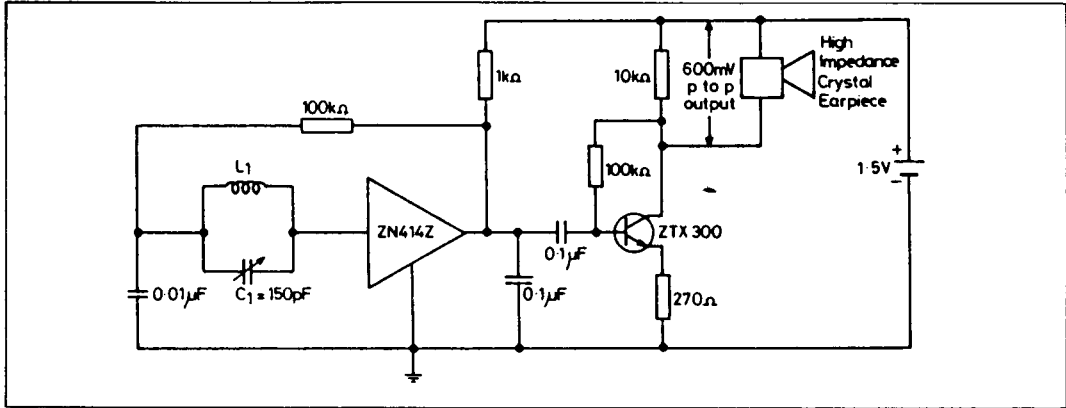 1kΩ
10kΩ
600mV
p to p
output
High
Impedance
Crystal
Earpiece
100kΩ
L1
100kΩ
+
1·5V
-
ZN414Z
ZTX 300
0·1µF
0·01µF
C1 = 150pF
0·1µF
270Ω